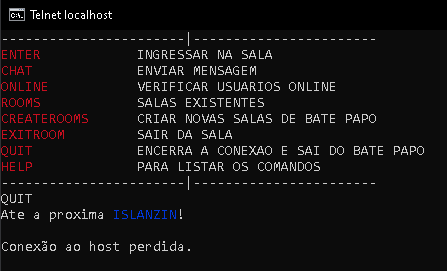 Telnet localhost
-----------------------|-----------------------
ENTER INGRESSAR NA SALA
CHAT ENVIAR MENSAGEM
ONLINE VERIFICAR USUARIOS ONLINE
ROOMS SALAS EXISTENTES
CREATEROOMS CRIAR NOVAS SALAS DE BATE PAPO
EXITROOM SAIR DA SALA
QUIT ENCERRA A CONEXAO E SAI DO BATE PAPO
HELP PARA LISTAR OS COMANDOS
-----------------------|-----------------------
QUIT
Ate a proxima ISLANZIN!
Conexão ao host perdida.